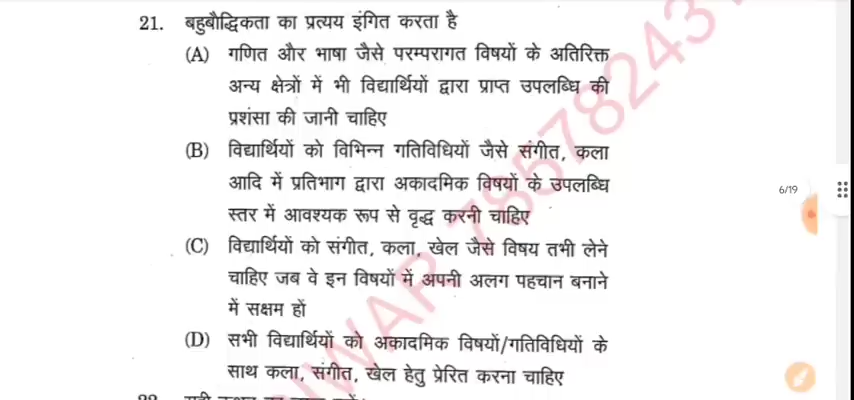 21. बहुबौद्धिकता का प्रत्यय इंगित करता है
(A) गणित और भाषा जैसे परम्परागत विषयों के अतिरिक्त
अन्य क्षेत्रों में भी विद्यार्थियों द्वारा प्राप्त उपलब्धि की
प्रशंसा की जानी चाहिए
(B) विद्यार्थियों को विभिन्न गतिविधियों जैसे संगीत, कला
आदि में प्रतिभाग द्वारा अकादमिक विषयों के उपलब्धि
स्तर में आवश्यक रूप से वृद्ध करनी चाहिए
6/19
(C) विद्यार्थियों को संगीत, कला, खेल जैसे विषय तभी लेने
चाहिए जब वे इन विषयों में अपनी अलग पहचान बनाने
में सक्षम हों
(D) सभी विद्यार्थियों को अकादमिक विषयों/गतिविधियों के
साथ कला, संगीत, खेल हेतु प्रेरित करना चाहिए